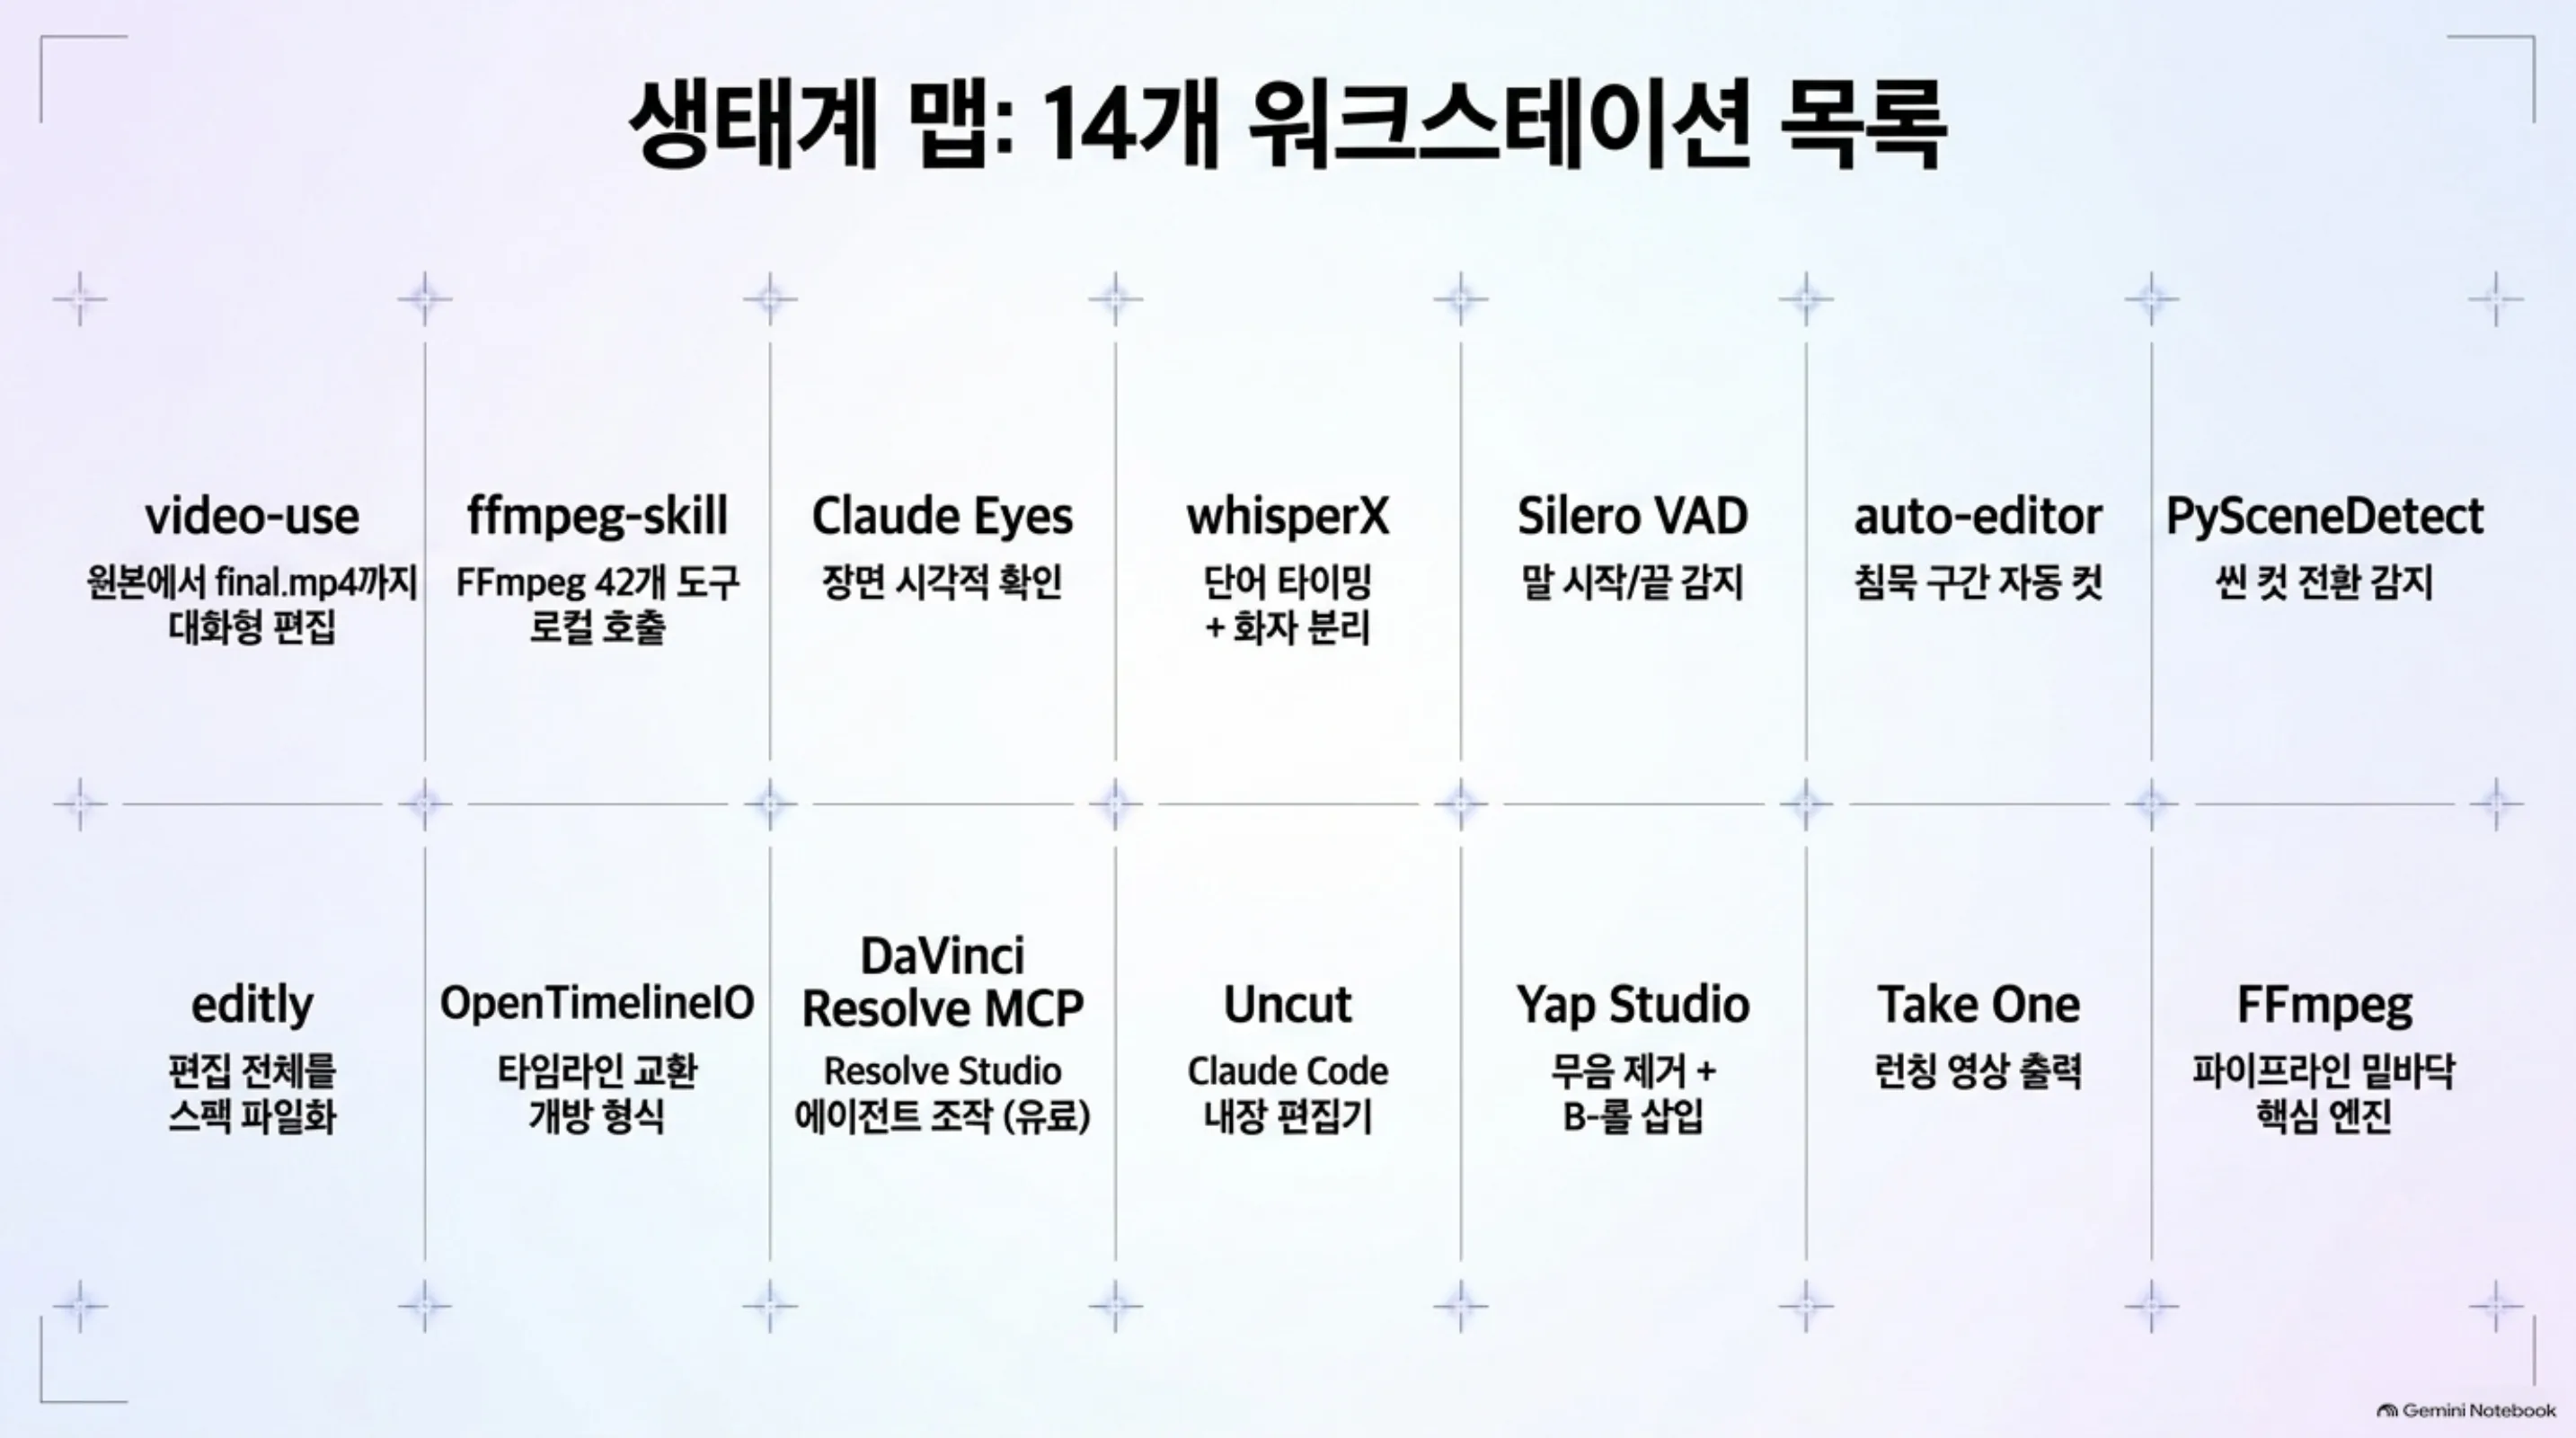 생태계 맵: 14개 워크스테이션 목록
video-use
원본에서 final.mp4까지
대화형 편집
ffmpeg-skill
FFmpeg 42개 도구
로컬 호출
Claude Eyes
장면 시각적 확인
whisperX
단어 타이밍
+ 화자 분리
Silero VAD
말 시작/끝 감지
auto-editor
침묵 구간 자동 컷
PySceneDetect
씬 컷 전환 감지
editly
편집 전체를
스팩 파일화
OpenTimelineIO
타임라인 교환
개방 형식
DaVinci
Resolve MCP
Resolve Studio
에이전트 조작 (유료)
Uncut
Claude Code
내장 편집기
Yap Studio
무음 제거 +
B-롤 삽입
Take One
런칭 영상 출력
FFmpeg
파이프라인 밑바닥
핵심 엔진
Gemini Notebook